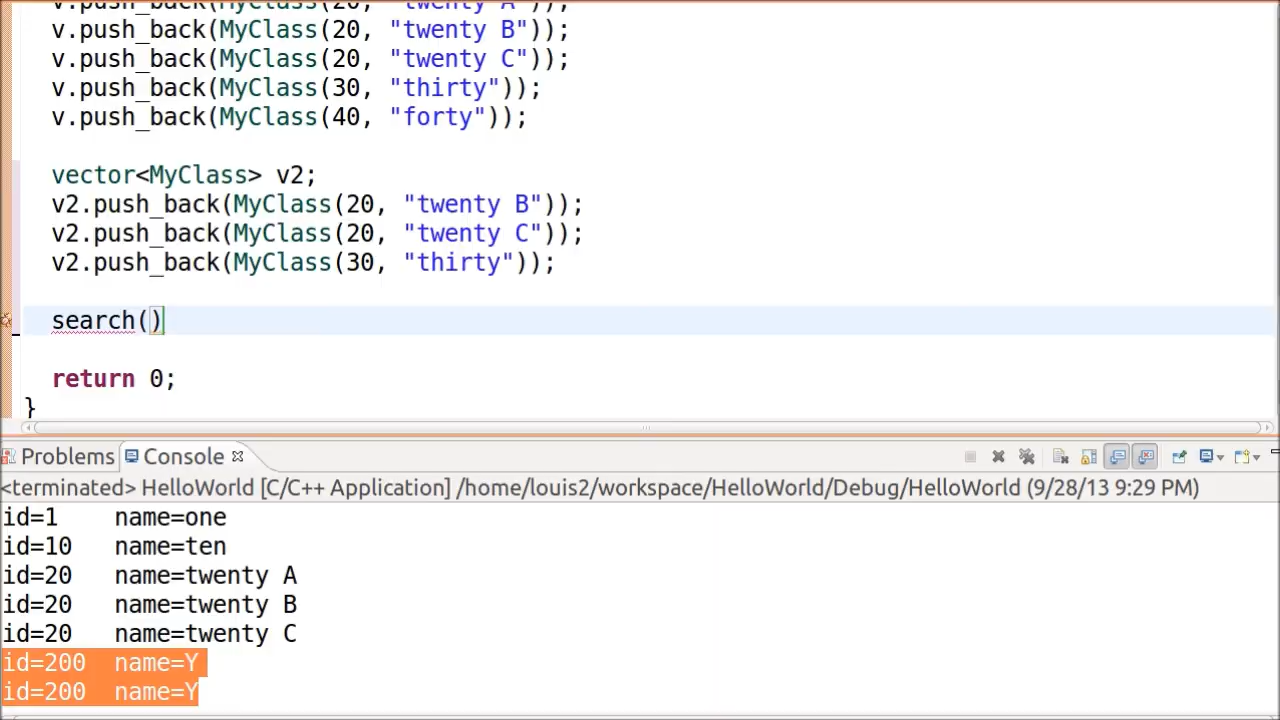 v.push_back(MyClass(20, "twenty A"));
v.push_back(MyClass(20, "twenty B"));
v.push_back(MyClass(20, "twenty C"));
v.push_back(MyClass(30, "thirty"));
v.push_back(MyClass(40, "forty"));
vector<MyClass> v2;
v2.push_back(MyClass(20, "twenty B"));
v2.push_back(MyClass(20, "twenty C"));
v2.push_back(MyClass(30, "thirty"));
search()
return 0;
}
Problems Console
<terminated> HelloWorld [C/C++ Application] /home/louis2/workspace/HelloWorld/Debug/HelloWorld (9/28/13 9:29 PM)
id=1 name=one
id=10 name=ten
id=20 name=twenty A
id=20 name=twenty B
id=20 name=twenty C
id=200 name=Y
id=200 name=Y